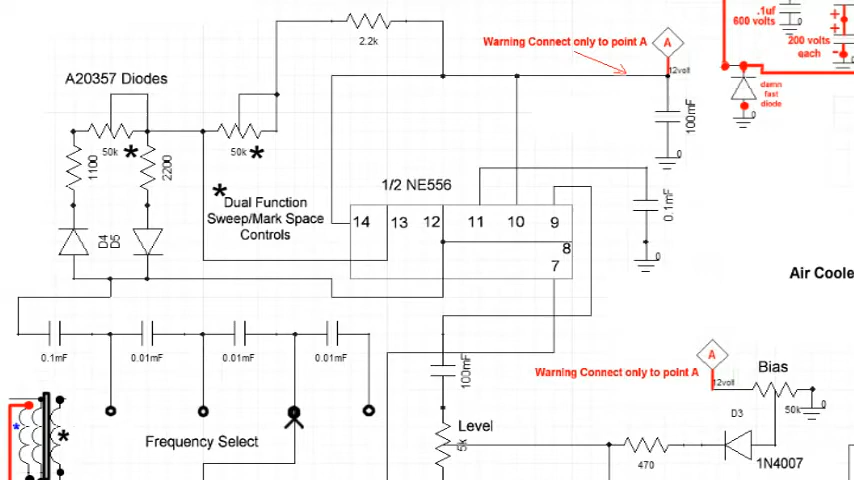 .1uf
600 volts
+
+
200 volts
each
-
2.2k
Warning Connect only to point A
A
12volt
damn
fast
diode
A20357 Diodes
100mF
0
50k *
50k *
1100
2200
*
Dual Function
Sweep/Mark Space
Controls
1/2 NE556
14
13
12
11
10
9
8
7
0.1mF
0
D4
D5
Air Coole
0.1mF
0.01mF
0.01mF
0.01mF
100mF
Warning Connect only to point A
A
12volt
Bias
50k
0
D3
1N4007
Frequency Select
Level
5k
470
*
*